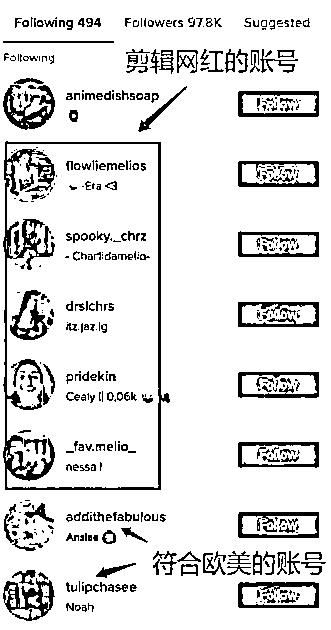 Following 494 Followers 97.8K Suggested
Following
剪辑网红的账号
animedishsoap
Follow
flowliemelios
-Era <3
Follow
spooky._chrz
- Charlidamelio-
Follow
drslchrs
itz.jaz.ig
Follow
pridekin
Cealy || 0,06k
Follow
_fav.melio_
nessa !
Follow
addithefabulous
Anslee
Follow
符合欧美的账号
tulipchasee
Noah
Follow